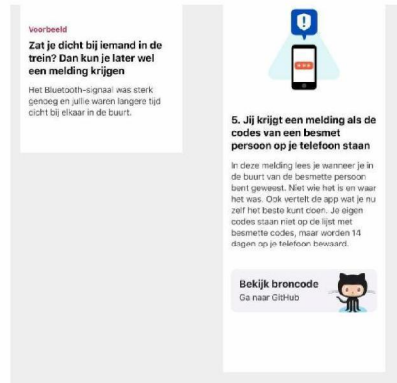 Voorbeeld
Zat je dicht bij iemand in de
trein? Dan kun je later wel
een melding krijgen
Het Bluetooth-signaal was sterk
genoeg en jullie waren langere tijd
dicht bij elkaar in de buurt.
5. Jij krijgt een melding als de
codes van een besmet
persoon op je telefoon staan
In deze melding lees je wanneer je in
de buurt van de besmette persoon
bent geweest. Niet wie het is en waar
het was. Ook vertelt de app wat je nu
zelf het beste kunt doen. Je eigen
codes staan niet op de lijst met
besmette codes, maar worden 14
dagen op je telefoon bewaard.
Bekijk broncode
Ga naar GitHub